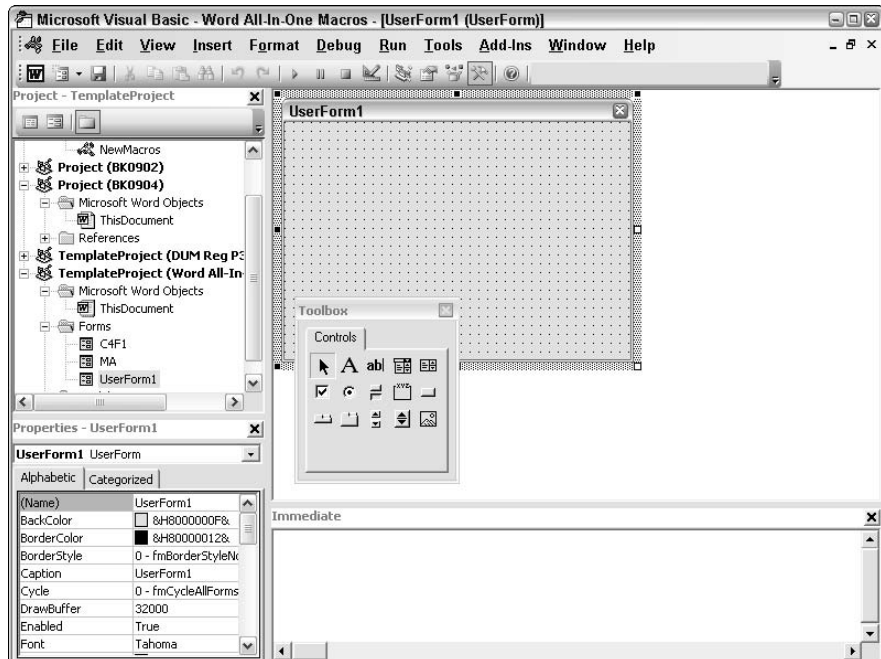 Microsoft Visual Basic - Word All-In-One Macros - [UserForm1 (UserForm)]
File Edit View Insert Format Debug Run Tools Add-Ins Window Help
Project - TemplateProject
NewMacros
Project (BK0902)
Project (BK0904)
Microsoft Word Objects
ThisDocument
References
TemplateProject (DUM Reg P3
TemplateProject (Word All-In-
Microsoft Word Objects
ThisDocument
Forms
C4F1
MA
UserForm1
Properties - UserForm1
UserForm1 UserForm
Alphabetic Categorized
(Name) UserForm1
BackColor &H8000000F&
BorderColor &H80000012&
BorderStyle 0 - fmBorderStyleNo
Caption UserForm1
Cycle 0 - fmCycleAllForms
DrawBuffer 32000
Enabled True
Font Tahoma
UserForm1
Toolbox
Controls
A ab
XYZ
Immediate